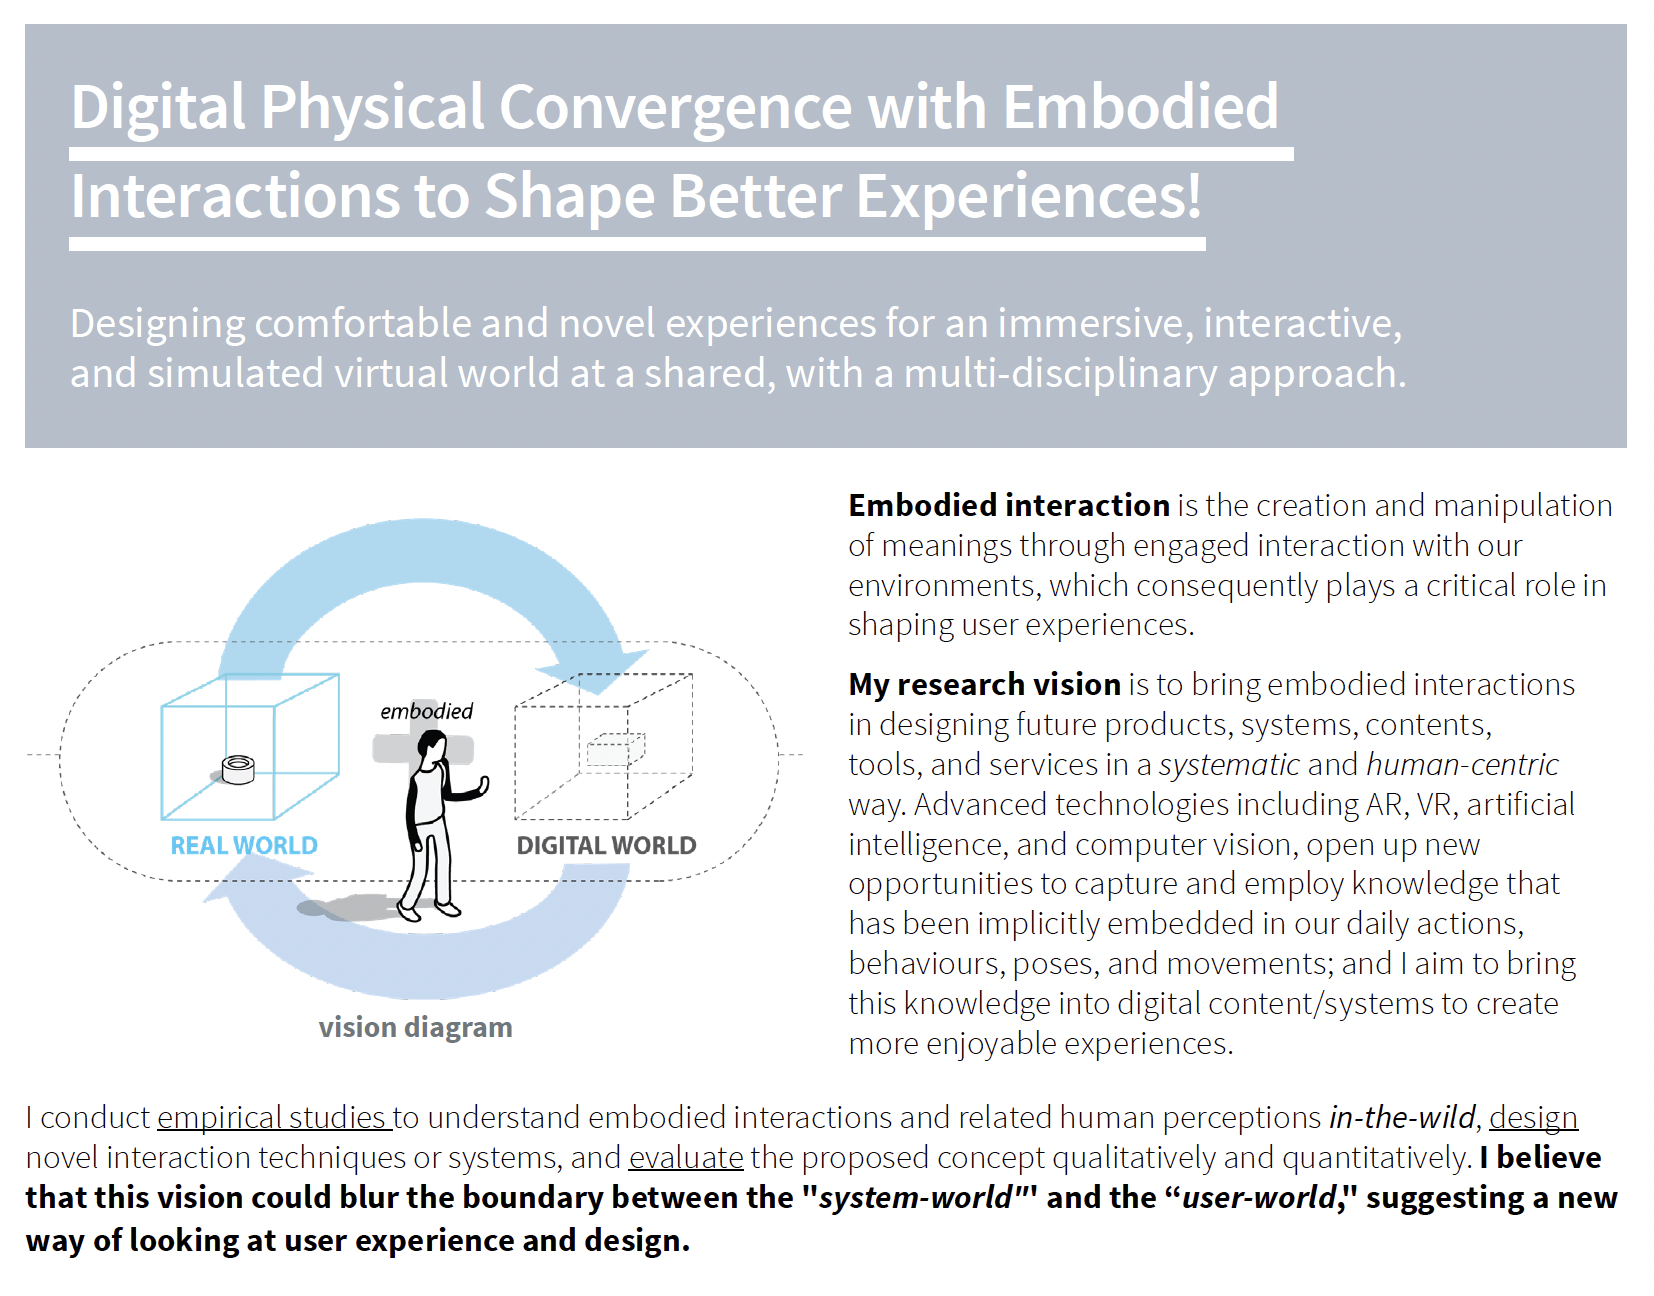 Digital Physical Convergence with Embodied
Interactions to Shape Better Experiences!
Designing comfortable and novel experiences for an immersive, interactive,
and simulated virtual world at a shared, with a multi-disciplinary approach.
embodied
REAL WORLD
DIGITAL WORLD
vision diagram
Embodied interaction is the creation and manipulation
of meanings through engaged interaction with our
environments, which consequently plays a critical role in
shaping user experiences.
My research vision is to bring embodied interactions
in designing future products, systems, contents,
tools, and services in a systematic and human-centric
way. Advanced technologies including AR, VR, artificial
intelligence, and computer vision, open up new
opportunities to capture and employ knowledge that
has been implicitly embedded in our daily actions,
behaviours, poses, and movements; and I aim to bring
this knowledge into digital content/systems to create
more enjoyable experiences.
I conduct empirical studies to understand embodied interactions and related human perceptions in-the-wild, design
novel interaction techniques or systems, and evaluate the proposed concept qualitatively and quantitatively. I believe
that this vision could blur the boundary between the "system-world"' and the “user-world," suggesting a new
way of looking at user experience and design.